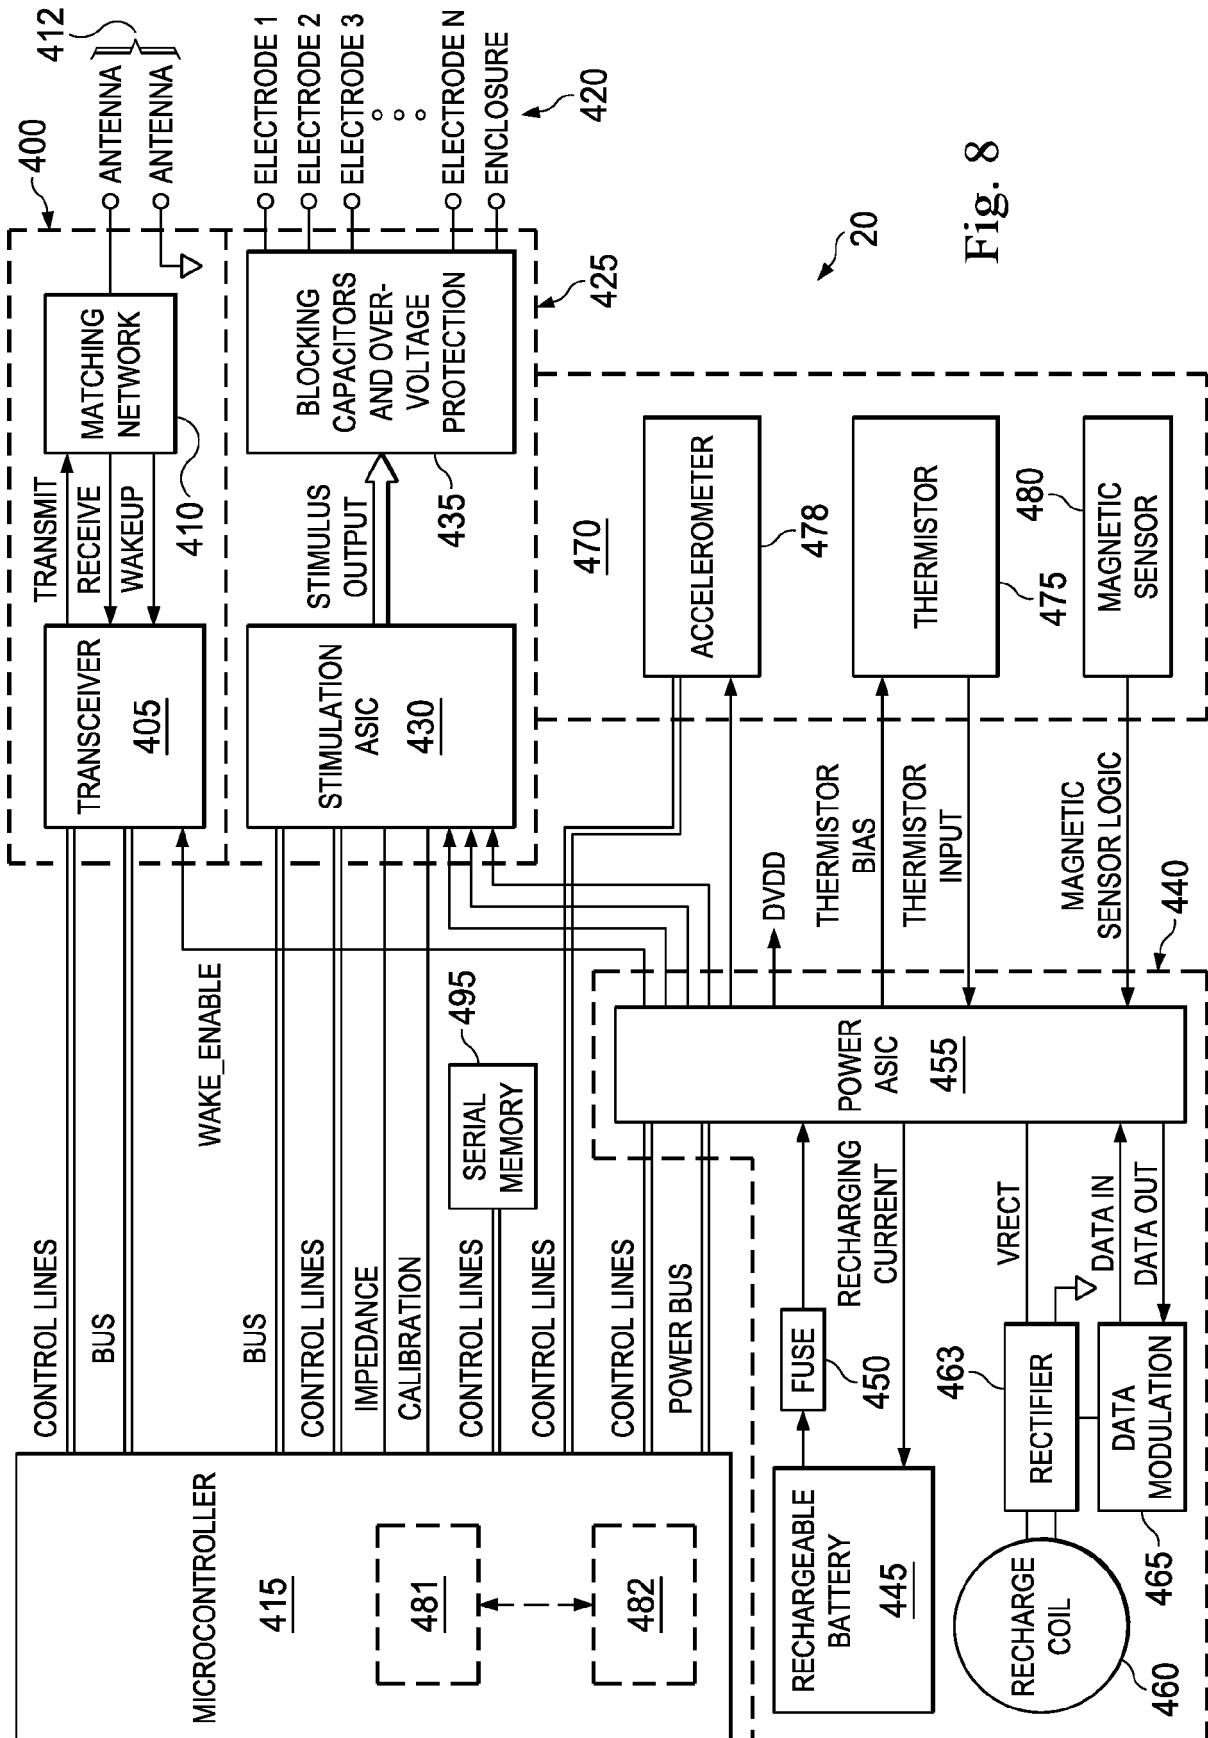 MICROCONTROLLER
415
481
482
CONTROL LINES
BUS
WAKE_ENABLE
BUS
CONTROL LINES
IMPEDANCE
CALIBRATION
CONTROL LINES
CONTROL LINES
CONTROL LINES
POWER BUS
SERIAL
MEMORY
495
TRANSCEIVER
405
TRANSMIT
RECEIVE
WAKEUP
MATCHING
NETWORK
410
400
ANTENNA
ANTENNA
412
STIMULATION
ASIC
430
STIMULUS
OUTPUT
BLOCKING
CAPACITORS
AND OVER-
VOLTAGE
PROTECTION
435
425
ELECTRODE 1
ELECTRODE 2
ELECTRODE 3
ELECTRODE N
ENCLOSURE
420
470
ACCELEROMETER
478
THERMISTOR
475
MAGNETIC
SENSOR
480
DVDD
THERMISTOR
BIAS
THERMISTOR
INPUT
MAGNETIC
SENSOR LOGIC
440
POWER
ASIC
455
RECHARGEABLE
BATTERY
445
FUSE
450
RECHARGING
CURRENT
RECHARGE
COIL
460
RECTIFIER
463
VRECT
DATA
MODULATION
465
DATA IN
DATA OUT
20
Fig. 8